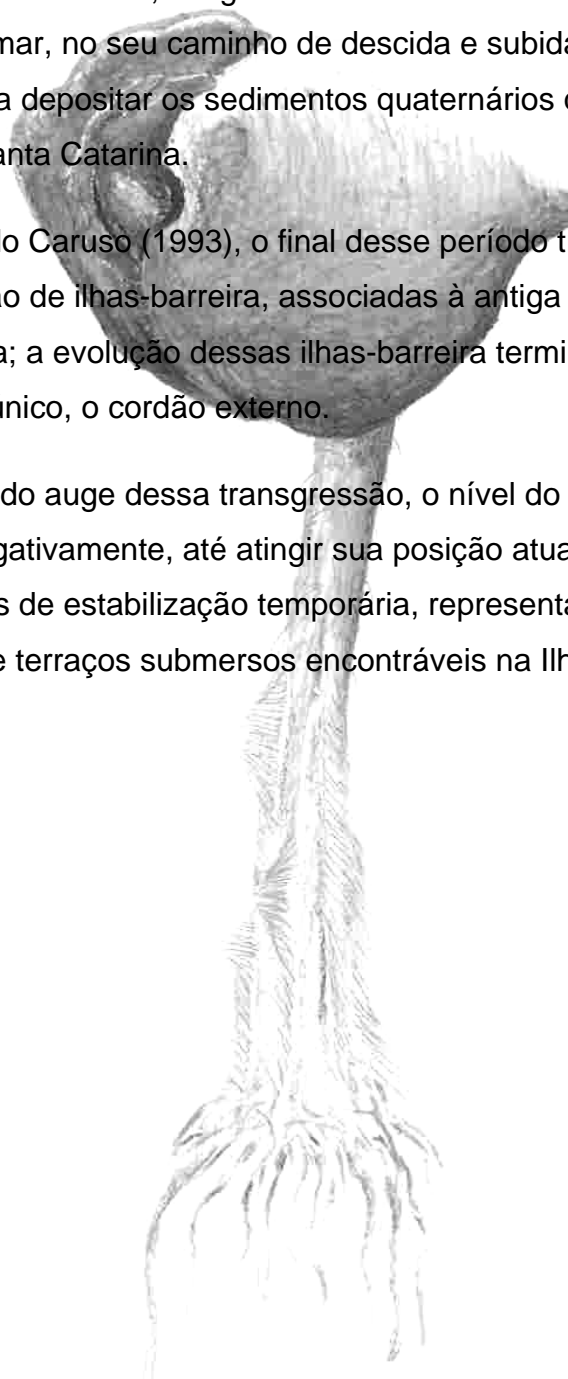 mar, no seu caminho de descida e subida
a depositar os sedimentos quaternários
anta Catarina.
do Caruso (1993), o final desse período
ão de ilhas-barreira, associadas à antiga
a; a evolução dessas ilhas-barreira termi
único, o cordão externo.
do auge dessa transgressão, o nível do
gativamente, até atingir sua posição atua
s de estabilização temporária, representa
e terraços submersos encontráveis na Ilh